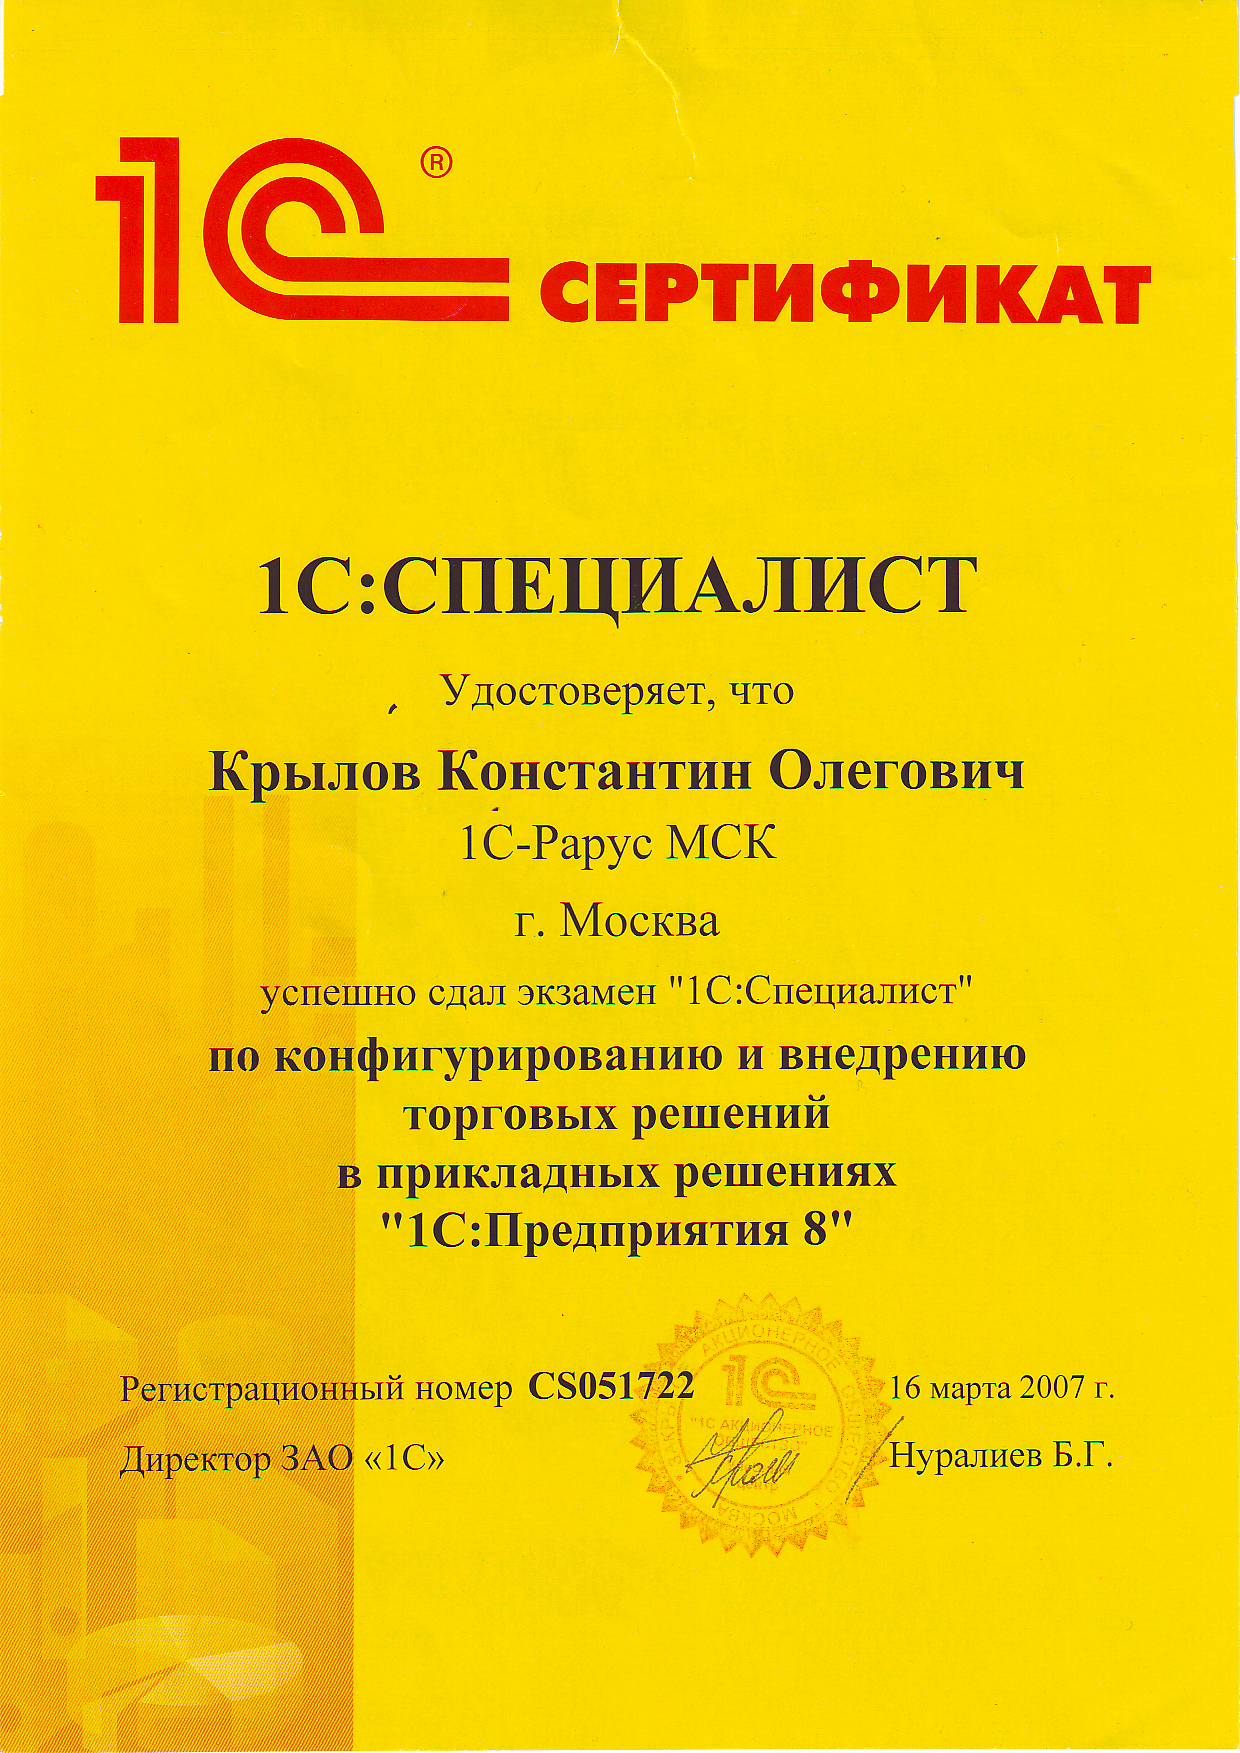 1С® СЕРТИФИКАТ
1С:СПЕЦИАЛИСТ
Удостоверяет, что
Крылов Константин Олегович
1С-Рарус МСК
г. Москва
успешно сдал экзамен "1С:Специалист"
по конфигурированию и внедрению
торговых решений
в прикладных решениях
"1С:Предприятия 8"
Регистрационный номер CS051722
16 марта 2007 г.
Директор ЗАО «1С»
Нуралиев Б.Г.
АКЦИОНЕРНОЕ ОБЩЕСТВО
1С
"1С АКЦИОНЕРНОЕ
МОСКВА